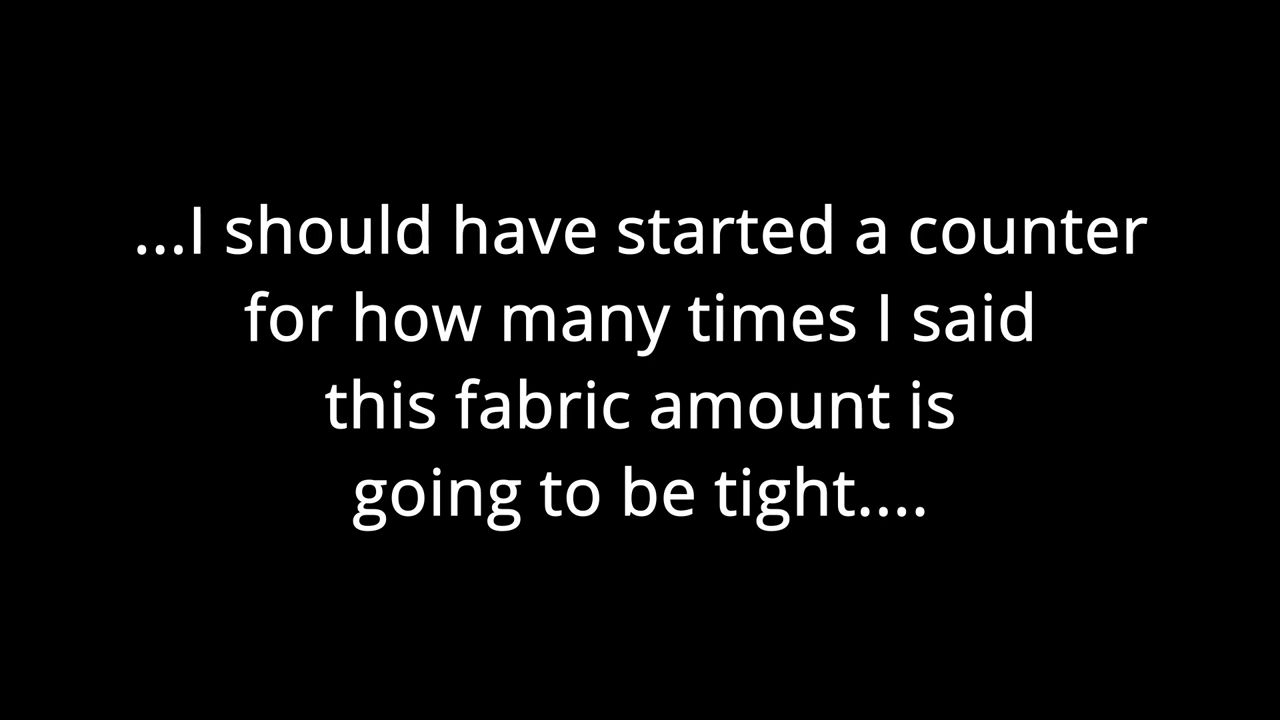 ...I should have started a counter
for how many times I said
this fabric amount is
going to be tight....